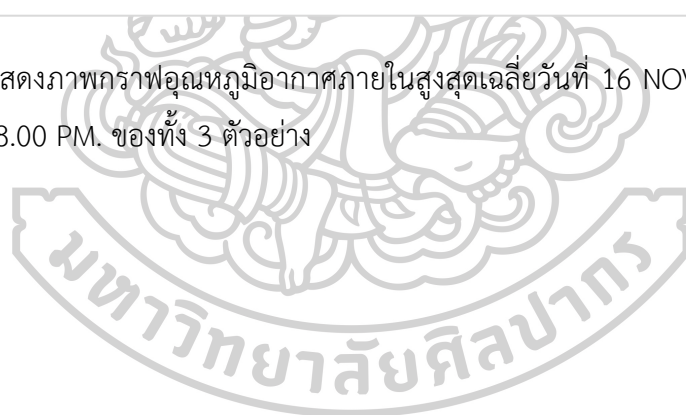 สดงภาพกราฟอุณหภูมิอากาศภายในสูงสุดเฉลี่ยวันที่ 16 NOV
8.00 PM. ของทั้ง 3 ตัวอย่าง
มหาวิทยาลัยศิลปากร